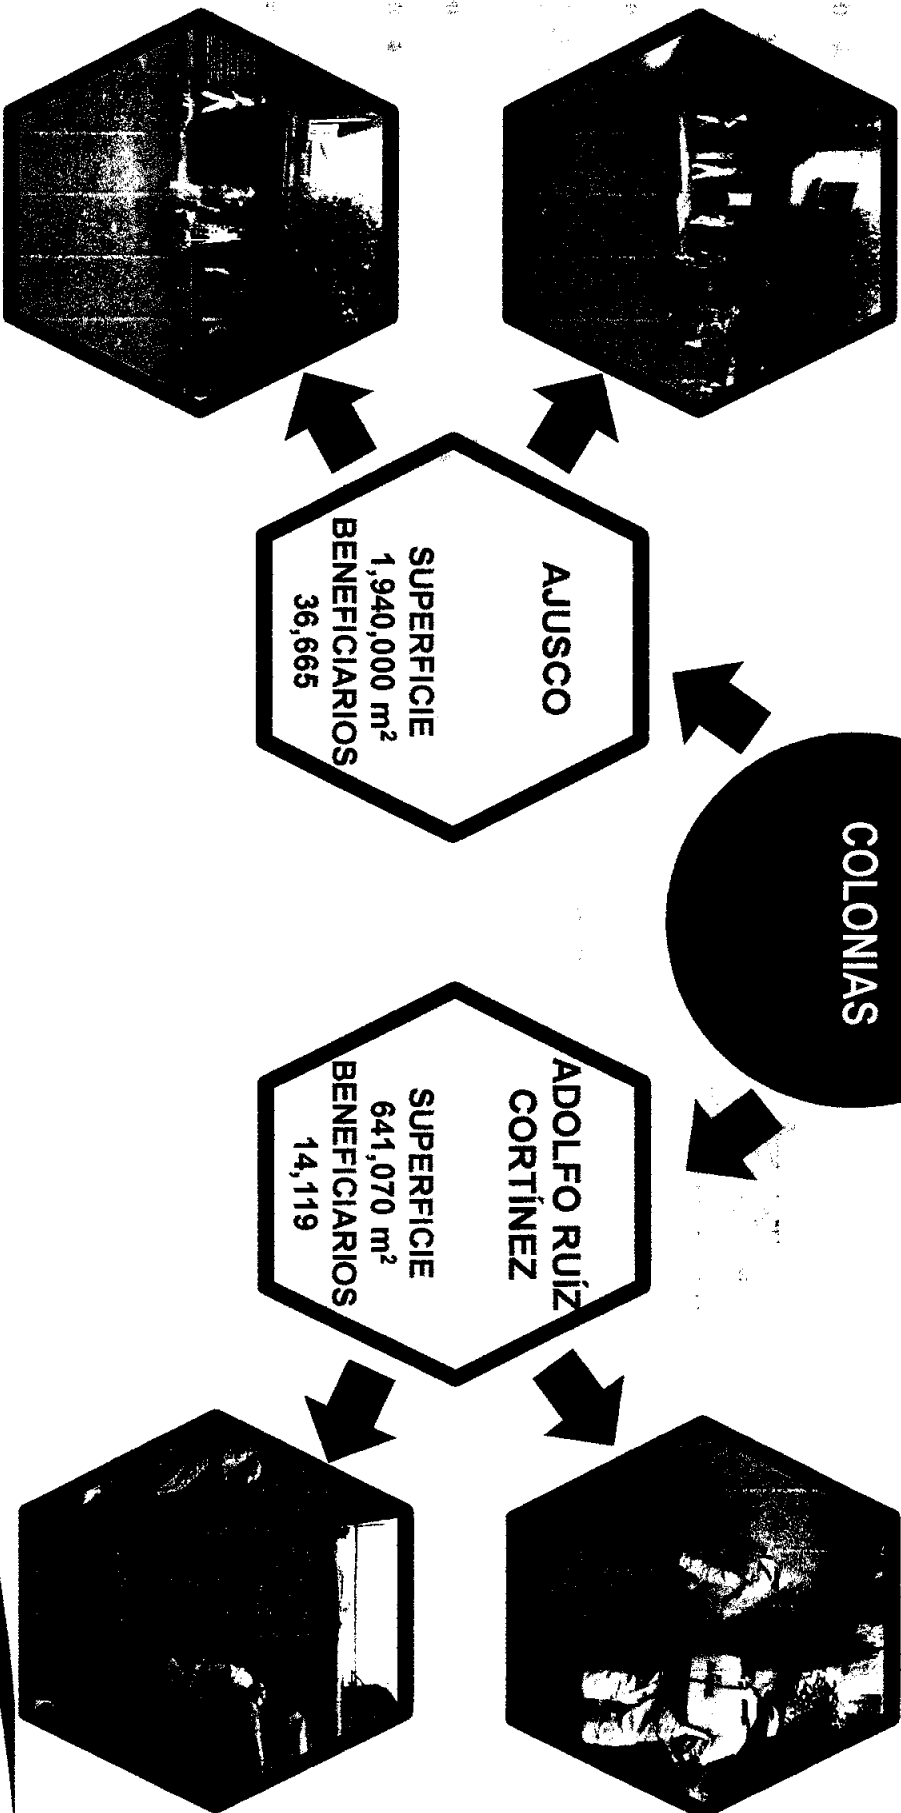 COLONIAS
AJUSCO
SUPERFICIE
1,940,000 m²
BENEFICIARIOS
36,665
ADOLFO RUÍZ
CORTÍNEZ
SUPERFICIE
641,070 m²
BENEFICIARIOS
14,119